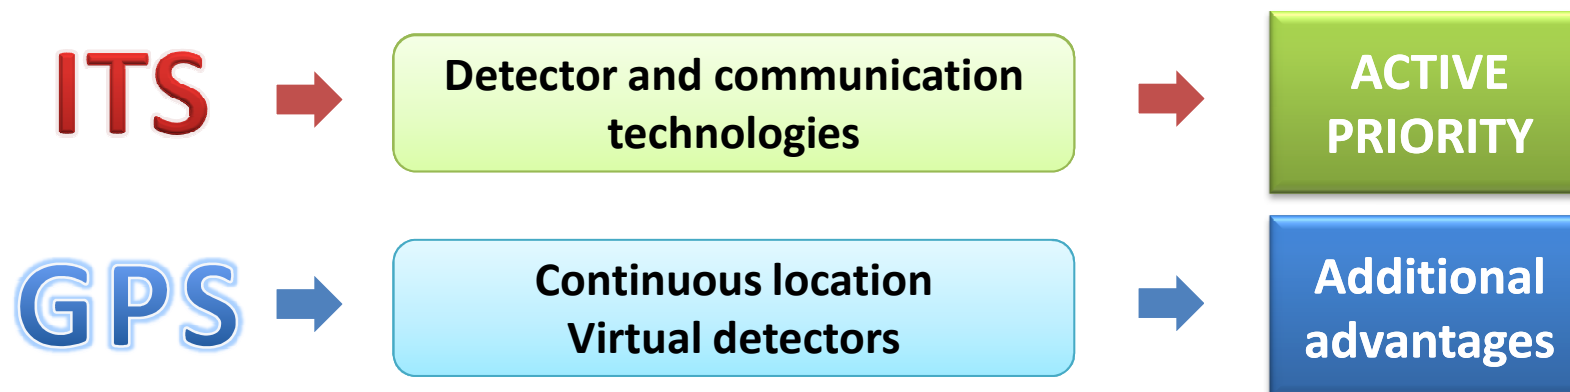 ITS
Detector and communication
technologies
ACTIVE
PRIORITY
GPS
Continuous location
Virtual detectors
Additional
advantages